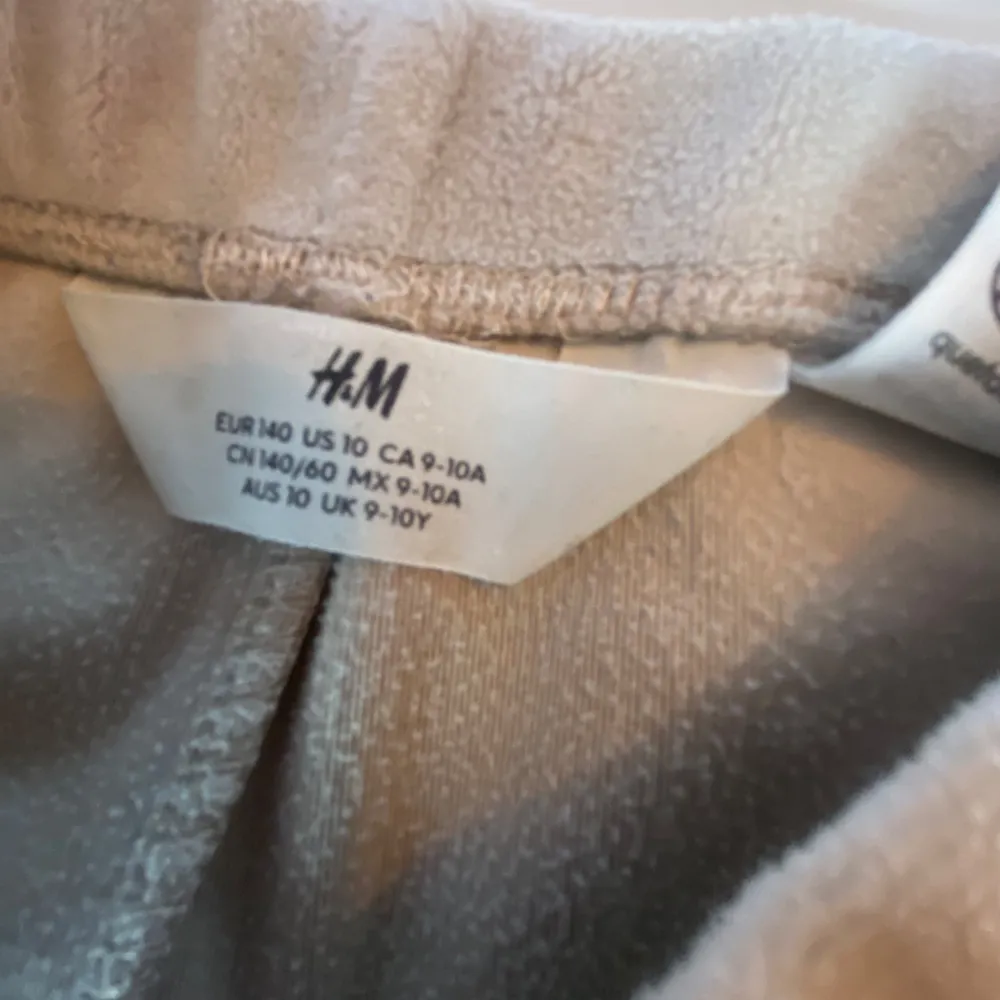 H&M
EUR 140 US 10 CA 9-10A
CN 140/60 MX 9-10A
AUS 10 UK 9-10Y